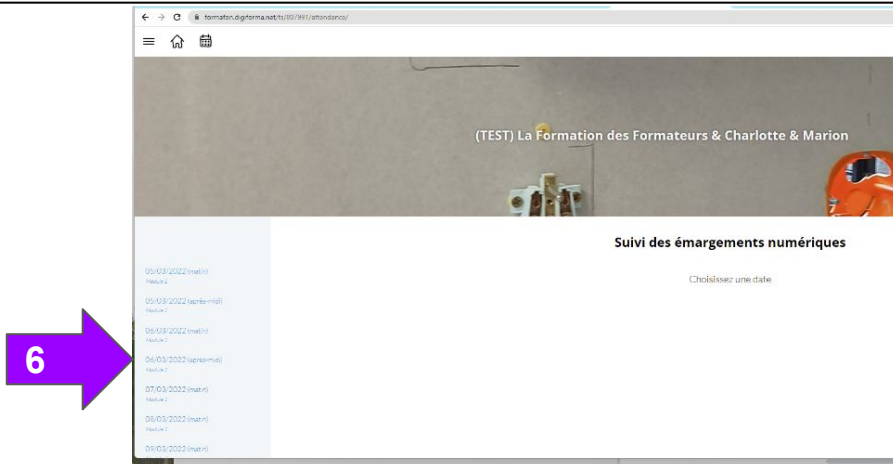 formafon.digiforma.net/ts/807991/attendance/
(TEST) La Formation des Formateurs & Charlotte & Marion
Suivi des émargements numériques
Choisissez une date
05/03/2022 (matin)
05/03/2022 (après-midi)
06/03/2022 (matin)
06/03/2022 (après-midi)
07/03/2022 (matin)
08/03/2022 (matin)
09/03/2022 (matin)
6